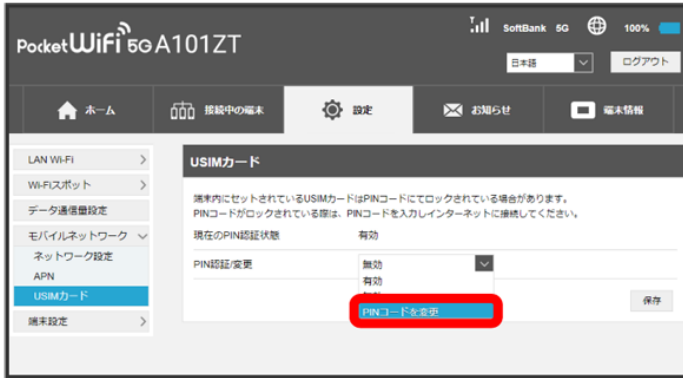 Pocket WiFi 5G A101ZT
SoftBank 5G 100%
日本語 ログアウト
ホーム 接続中の端末 設定 お知らせ 端末情報
LAN Wi-Fi
Wi-Fiスポット
データ通信量設定
モバイルネットワーク
ネットワーク設定
APN
USIMカード
端末設定
USIMカード
端末内にセットされているUSIMカードはPINコードにてロックされている場合があります。
PINコードがロックされている際は、PINコードを入力しインターネットに接続してください。
現在のPIN認証状態 有効
PIN認証/変更 無効
有効
PINコードを変更
保存